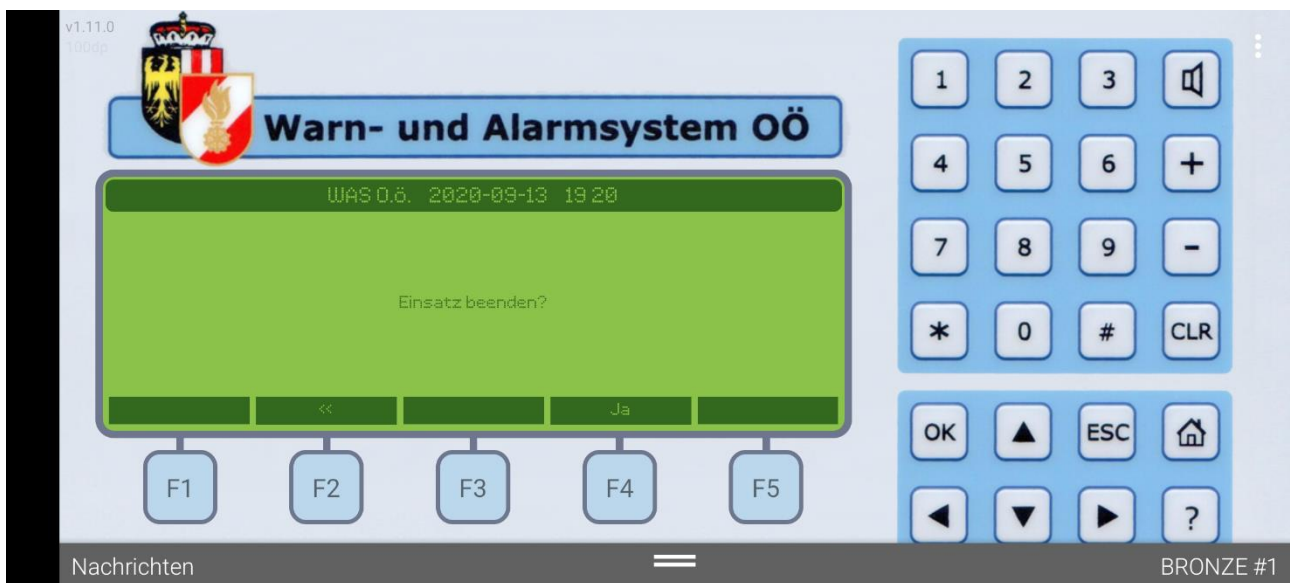 v1.11.0
100dp
Warn- und Alarmsystem OÖ
WAS O.ö. 2020-09-13 19:20
Einsatz beenden?
<< Ja
F1 F2 F3 F4 F5
1 2 3
4 5 6 +
7 8 9 -
* 0 # CLR
OK ESC
?
Nachrichten
BRONZE #1